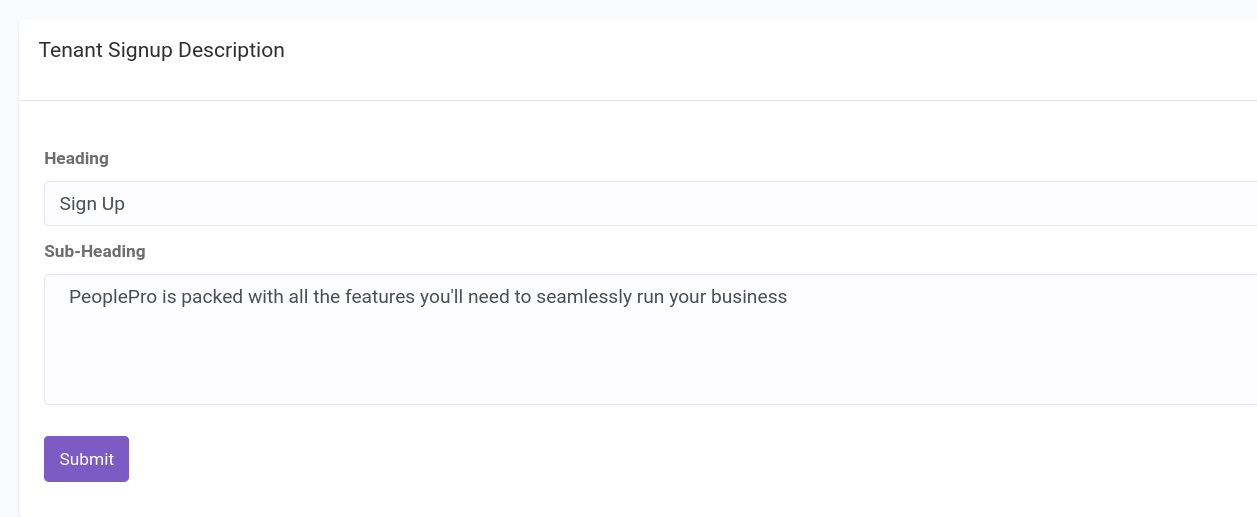 Tenant Signup Description
Heading
Sign Up
Sub-Heading
PeoplePro is packed with all the features you'll need to seamlessly run your business
Submit